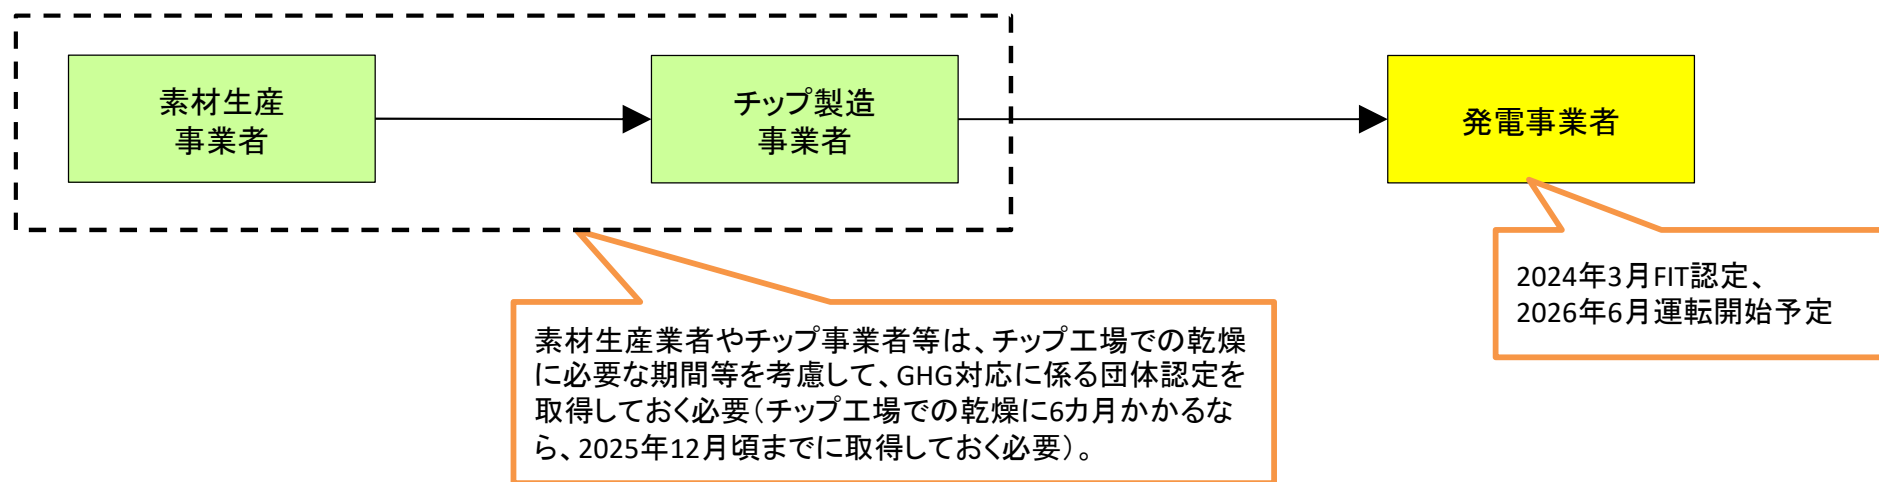 素材生産
事業者
チップ製造
事業者
発電事業者
2024年3月FIT認定、
2026年6月運転開始予定
素材生産業者やチップ事業者等は、チップ工場での乾燥
に必要な期間等を考慮して、GHG対応に係る団体認定を
取得しておく必要（チップ工場での乾燥に6カ月かかるな
ら、2025年12月頃までに取得しておく必要）。